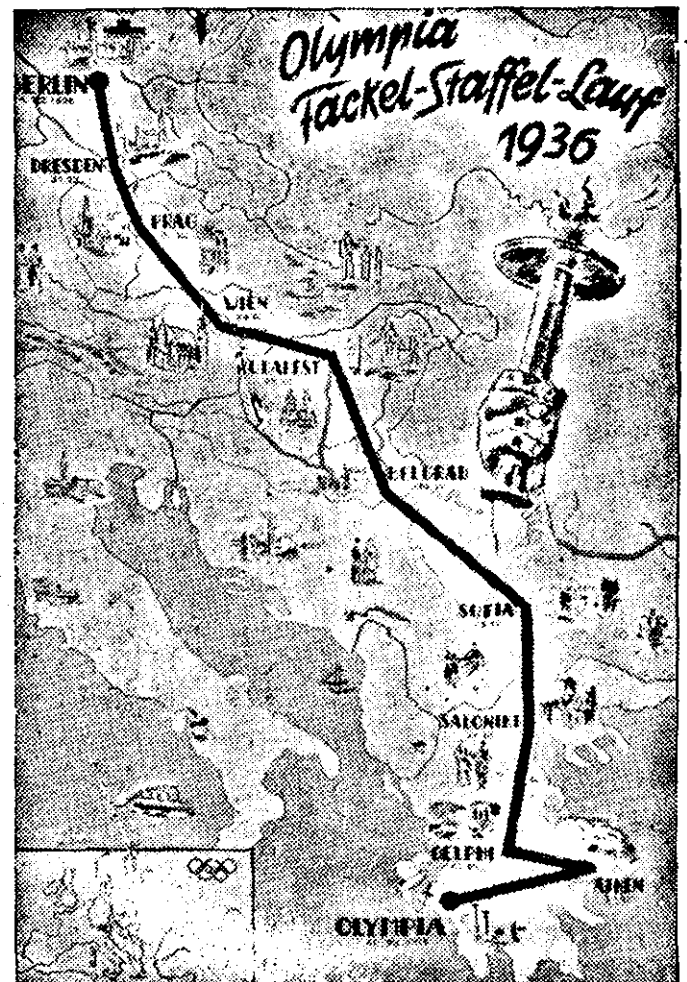 Olympia
Fackel-Staffel-Lauf
1936
BERLIN
DRESDEN
PRAG
WIEN
BUDAPEST
BELGRAD
SOFIA
SALONIKI
DELPHI
ATHEN
OLYMPIA